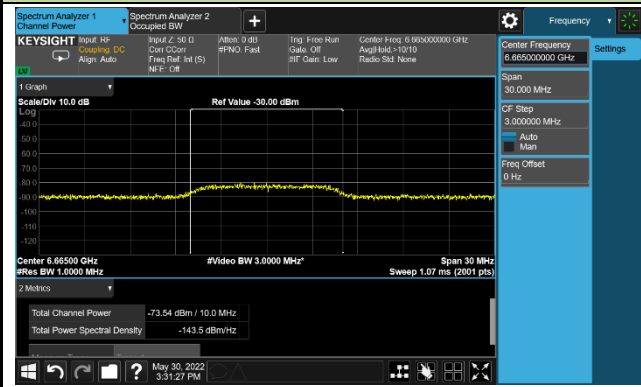 Spectrum Analyzer 1
Channel Power
Spectrum Analyzer 2
Occupied BW
Frequency
KEYSIGHT
Input: RF
Coupling: DC
Align: Auto
Input Z: 50 Ω
Corr CCorr
Freq Ref: Int (S)
NFE: Off
Atten: 0 dB
#PNO: Fast
Trig: Free Run
Gate: Off
#IF Gain: Low
Center Freq: 6.665000000 GHz
Avg|Hold:>10/10
Radio Std: None
Center Frequency
6.665000000 GHz
Settings
Span
30.000 MHz
CF Step
3.000000 MHz
Auto
Man
Freq Offset
0 Hz
1 Graph
Scale/Div 10.0 dB
Ref Value -30.00 dBm
Log
-40.0
-50.0
-60.0
-70.0
-80.0
-90.0
-100
-110
-120
Center 6.66500 GHz
#Video BW 3.0000 MHz*
Span 30 MHz
#Res BW 1.0000 MHz
Sweep 1.07 ms (2001 pts)
2 Metrics
Total Channel Power
-73.54 dBm / 10.0 MHz
Total Power Spectral Density
-143.5 dBm/Hz
?
May 30, 2022
3:31:27 PM